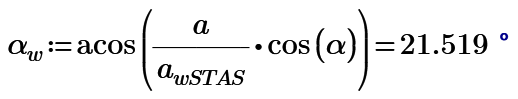 α_w := acos(a/a_wSTAS • cos(α)) = 21.519 °